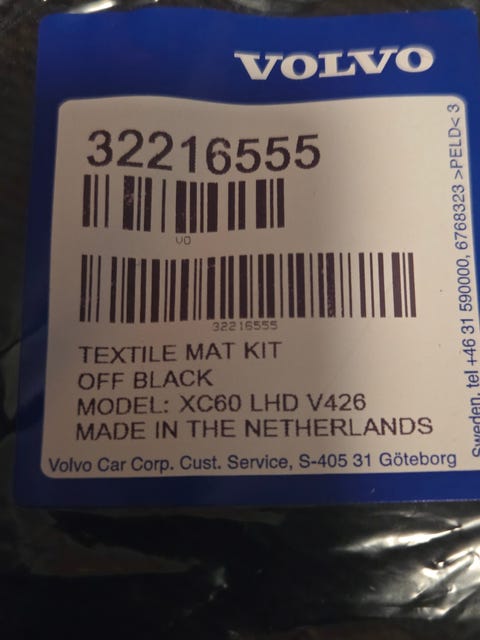 VOLVO
32216555
VO
32216555
TEXTILE MAT KIT
OFF BLACK
MODEL: XC60 LHD V426
MADE IN THE NETHERLANDS
Volvo Car Corp. Cust. Service, S-405 31 Göteborg
Sweden, tel +46 31 590000, 6768323 >PELD< 3